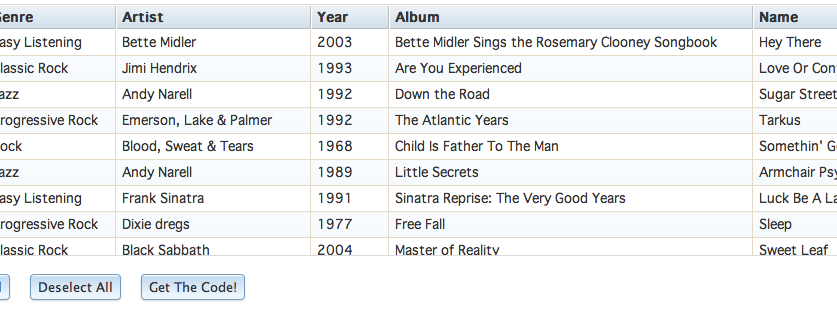 Genre Artist Year Album Name
asy Listening Bette Midler 2003 Bette Midler Sings the Rosemary Clooney Songbook Hey There
lassic Rock Jimi Hendrix 1993 Are You Experienced Love Or Con
azz Andy Narell 1992 Down the Road Sugar Street
rogressive Rock Emerson, Lake & Palmer 1992 The Atlantic Years Tarkus
ock Blood, Sweat & Tears 1968 Child Is Father To The Man Somethin' G
azz Andy Narell 1989 Little Secrets Armchair Psy
asy Listening Frank Sinatra 1991 Sinatra Reprise: The Very Good Years Luck Be A La
rogressive Rock Dixie dregs 1977 Free Fall Sleep
lassic Rock Black Sabbath 2004 Master of Reality Sweet Leaf
Deselect All Get The Code!